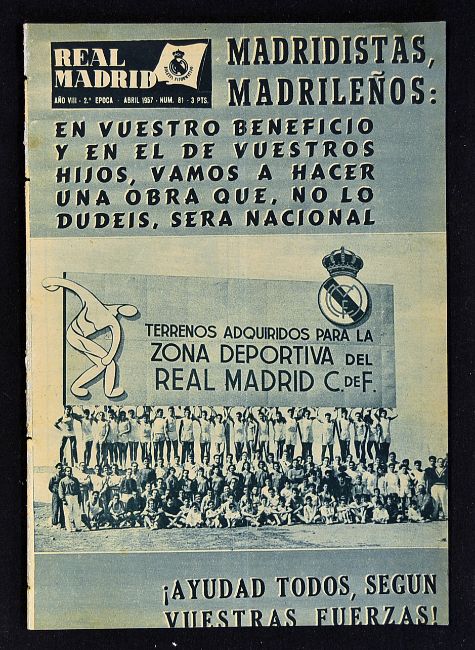 REAL
MADRID
AÑO VIII - 2.ª EPOCA - ABRIL 1957 - NUM. 81 - 3 PTS.
MADRIDISTAS,
MADRILEÑOS:
EN VUESTRO BENEFICIO
Y EN EL DE VUESTROS
HIJOS, VAMOS A HACER
UNA OBRA QUE, NO LO
DUDEIS, SERA NACIONAL
TERRENOS ADQUIRIDOS PARA LA
ZONA DEPORTIVA DEL
REAL MADRID C. DE F.
¡AYUDAD TODOS, SEGUN
VUESTRAS FUERZAS!